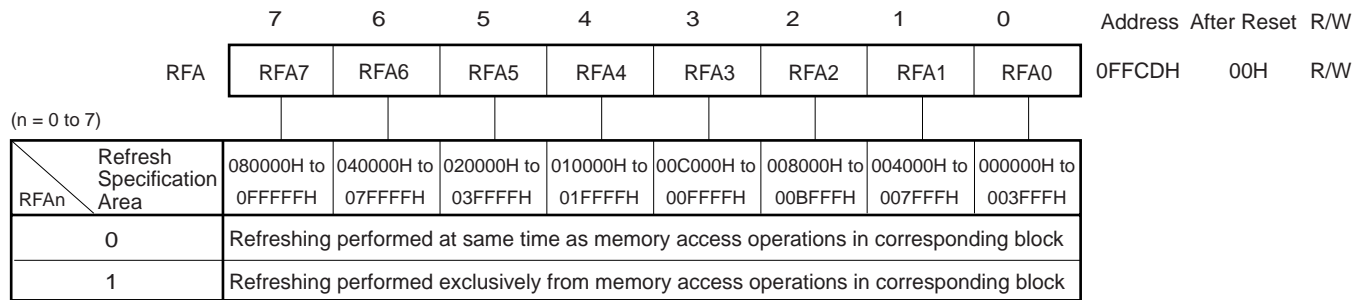 7 6 5 4 3 2 1 0 Address After Reset R/W
RFA RFA7 RFA6 RFA5 RFA4 RFA3 RFA2 RFA1 RFA0 0FFCDH 00H R/W
(n = 0 to 7)
Refresh
Specification
Area
RFAn
080000H to 040000H to 020000H to 010000H to 00C000H to 008000H to 004000H to 000000H to
0FFFFFH 07FFFFH 03FFFFH 01FFFFH 00FFFFH 00BFFFH 007FFFH 003FFFH
0 Refreshing performed at same time as memory access operations in corresponding block
1 Refreshing performed exclusively from memory access operations in corresponding block